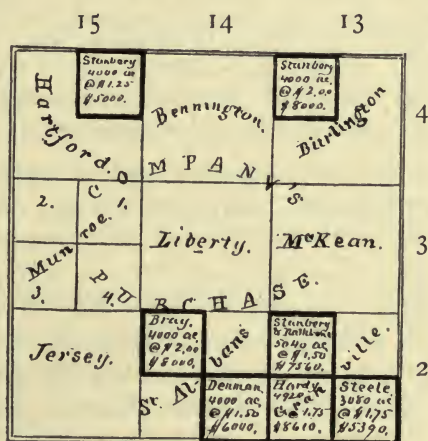 15 14 13
Stanbery
4000 ac
@ $1.25
$5000.
Hartford.
Bennington.
Stanbery
4000 ac,
@ $2,00
$8000.
Burlington
4
COMPANY'S
2.
1.
Munroe.
3.
4.
Liberty.
McKean.
3
PURCHASE.
Jersey.
Bray.
4000 ac,
@ $2,00
$8000,
St. Albans
Stanbery
& Rathbone
5040 ac,
@ $1,50
$7560.
Granville.
2
Denman,
4000 ac,
@ $1.50
$6000,
Hardy
4920
@ 1.75
$8610,
Steele
3080 ac
@ $1.75
$5390.